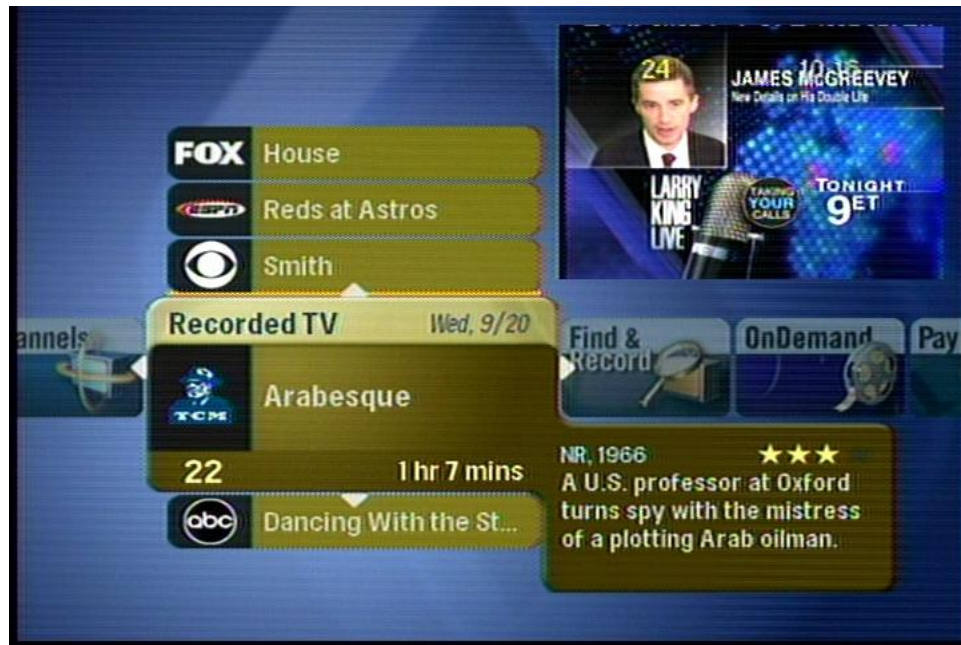 24
10:16
JAMES McGREEVEY
New Details on His Double Life
LARRY
KING
LIVE
TAKING
YOUR
CALLS
TONIGHT
9ET
FOX House
ESPN Reds at Astros
Smith
annels
Recorded TV Wed, 9/20
Find &
Record
OnDemand
Pay
TCM
Arabesque
22 1 hr 7 mins
abc Dancing With the St...
NR, 1966
A U.S. professor at Oxford
turns spy with the mistress
of a plotting Arab oilman.